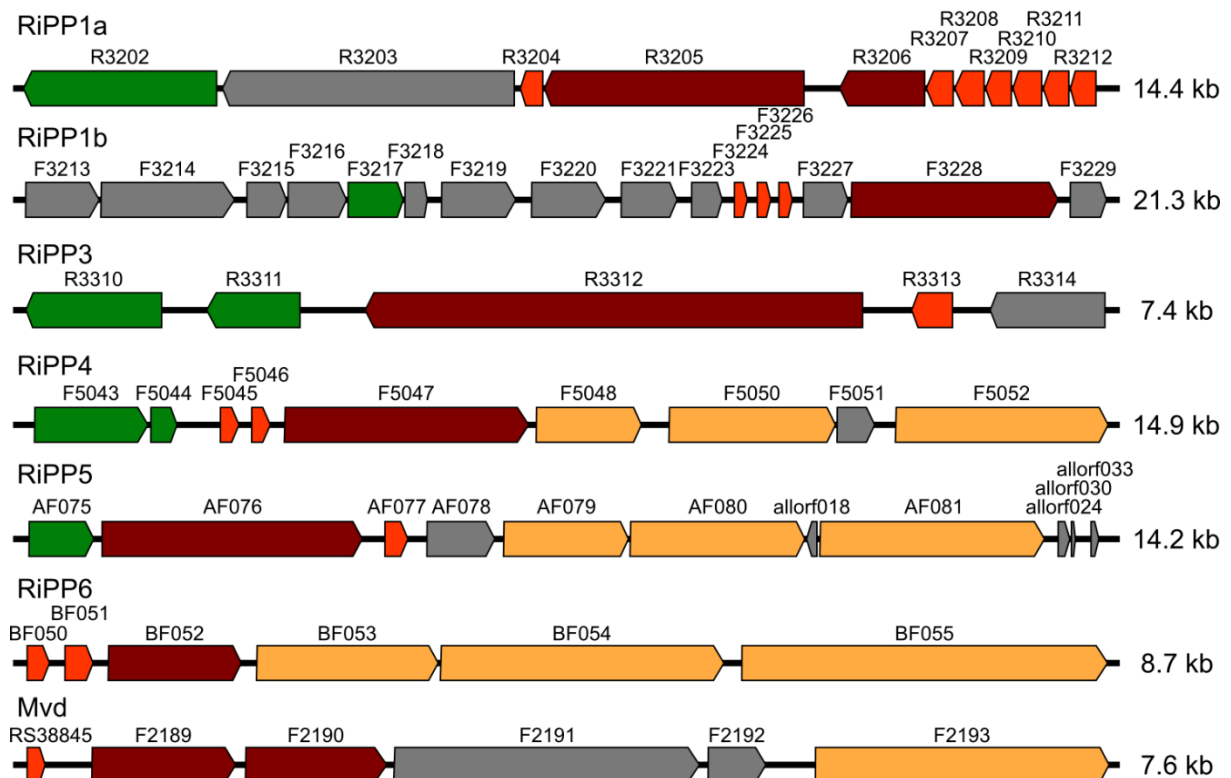 RiPP1a
R3208 R3211
R3207 R3210
R3202 R3203 R3204 R3205 R3206 R3209 R3212
14.4 kb
RiPP1b
F3226
F3225
F3216 F3218 F3224
F3213 F3214 F3215 F3217 F3219 F3220 F3221 F3223 F3227 F3228 F3229
21.3 kb
RiPP3
R3310 R3311 R3312 R3313 R3314
7.4 kb
RiPP4
F5046
F5043 F5044 F5045 F5047 F5048 F5050 F5051 F5052
14.9 kb
RiPP5
allorf033
allorf030
AF075 AF076 AF077 AF078 AF079 AF080 allorf018 AF081 allorf024
14.2 kb
RiPP6
BF051
BF050 BF052 BF053 BF054 BF055
8.7 kb
Mvd
RS38845 F2189 F2190 F2191 F2192 F2193
7.6 kb